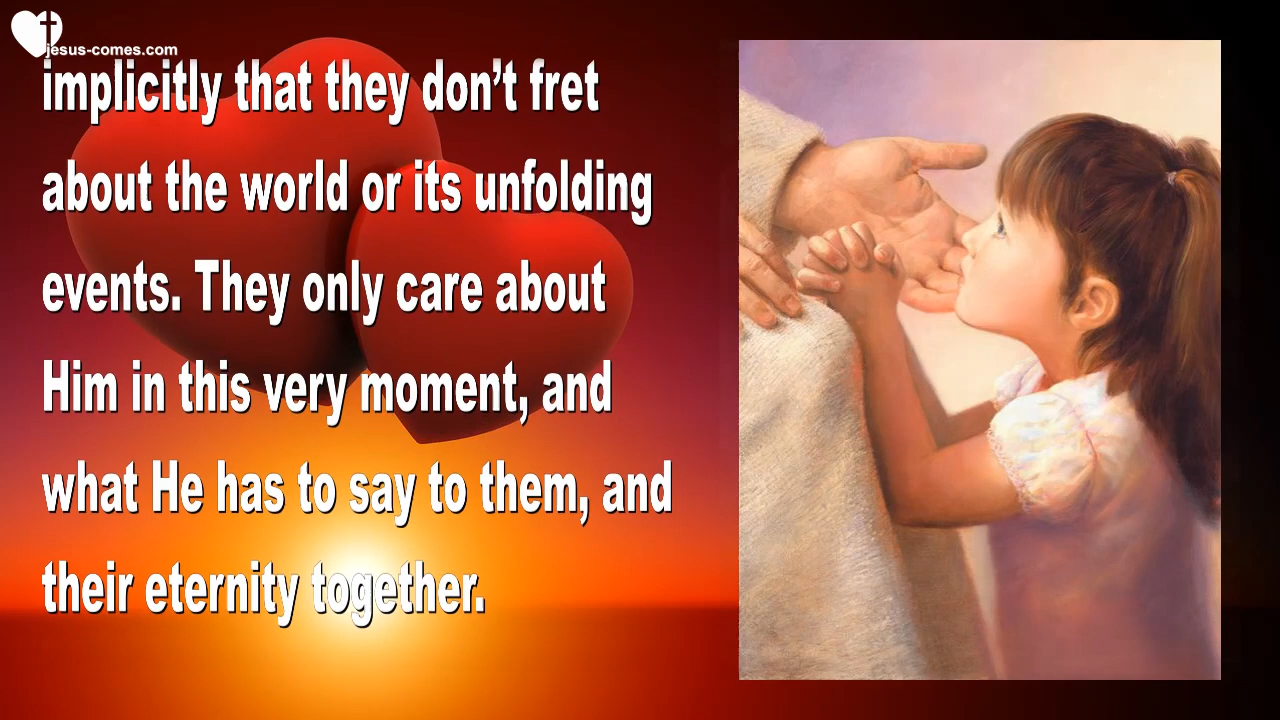 jesus-comes.com
implicitly that they don’t fret
about the world or its unfolding
events. They only care about
Him in this very moment, and
what He has to say to them, and
their eternity together.